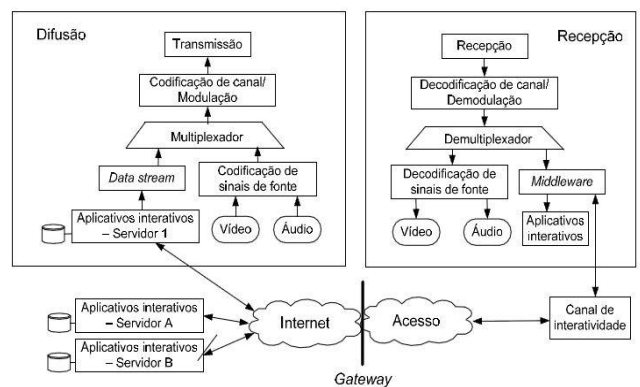 Difusão
Transmissão
Codificação de canal/
Modulação
Multiplexador
Data stream
Codificação de
sinais de fonte
Aplicativos interativos
– Servidor 1
Vídeo
Áudio
Recepção
Recepção
Decodificação de canal/
Demodulação
Demultiplexador
Decodificação de
sinais de fonte
Middleware
Vídeo
Áudio
Aplicativos
interativos
Aplicativos interativos
– Servidor A
Aplicativos interativos
– Servidor B
Internet
Acesso
Canal de
interatividade
Gateway